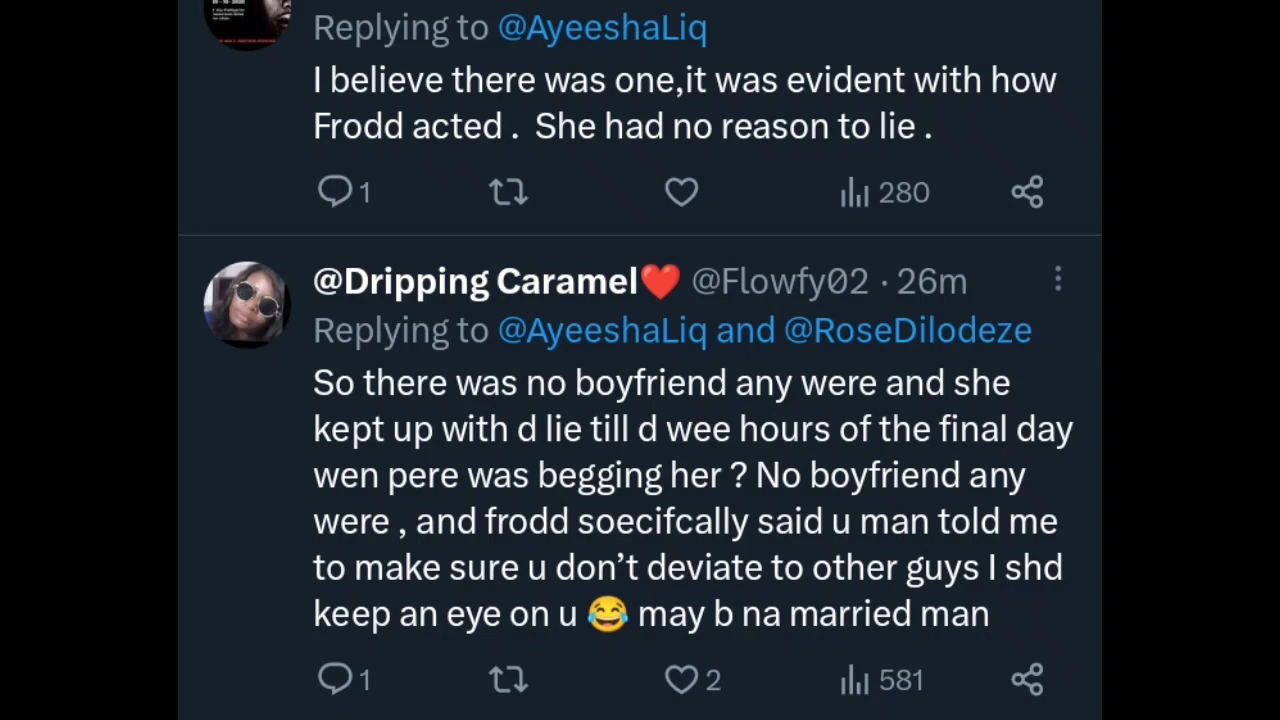 Replying to @AyeeshaLiq
I believe there was one,it was evident with how
Frodd acted .  She had no reason to lie .
1
280
@Dripping Caramel❤️ @Flowfy02 · 26m
Replying to @AyeeshaLiq and @RoseDilodeze
So there was no boyfriend any were and she
kept up with d lie till d wee hours of the final day
wen pere was begging her ? No boyfriend any
were , and frodd soecifcally said u man told me
to make sure u don’t deviate to other guys I shd
keep an eye on u 😂 may b na married man
1
2
581